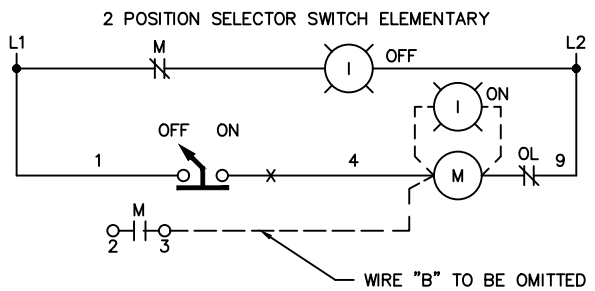 2 POSITION SELECTOR SWITCH ELEMENTARY
L1
L2
M
I
OFF
I
ON
OFF ON
1
4
M
OL
9
X
M
2
3
WIRE "B" TO BE OMITTED